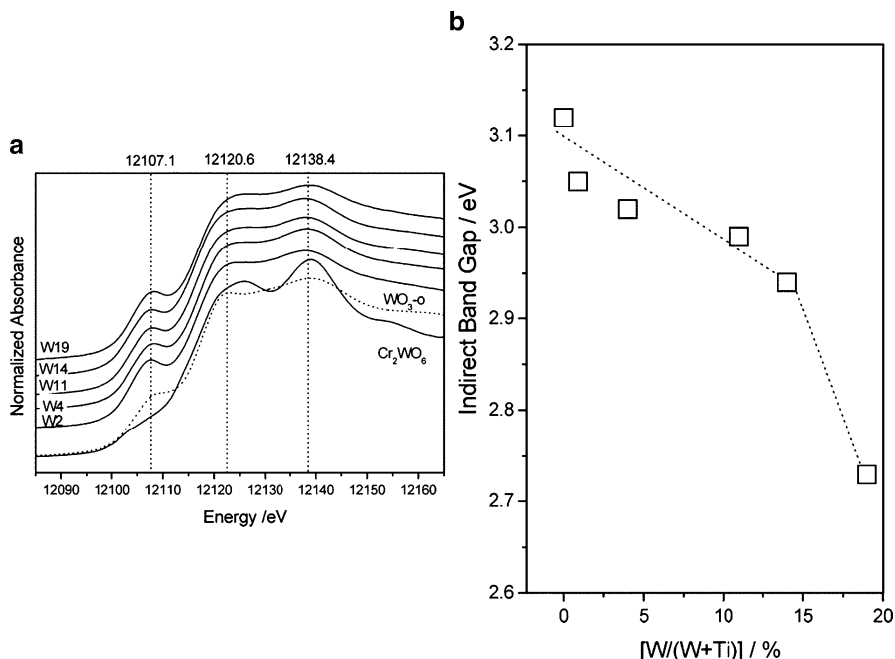 a
12107.1 12120.6 12138.4
Normalized Absorbance
W19
W14
W11
W4
W2
WO3-o
Cr2WO6
12090 12100 12110 12120 12130 12140 12150 12160
Energy /eV
b
Indirect Band Gap / eV
3.2
3.1
3.0
2.9
2.8
2.7
2.6
0 5 10 15 20
[W/(W+Ti)] / %